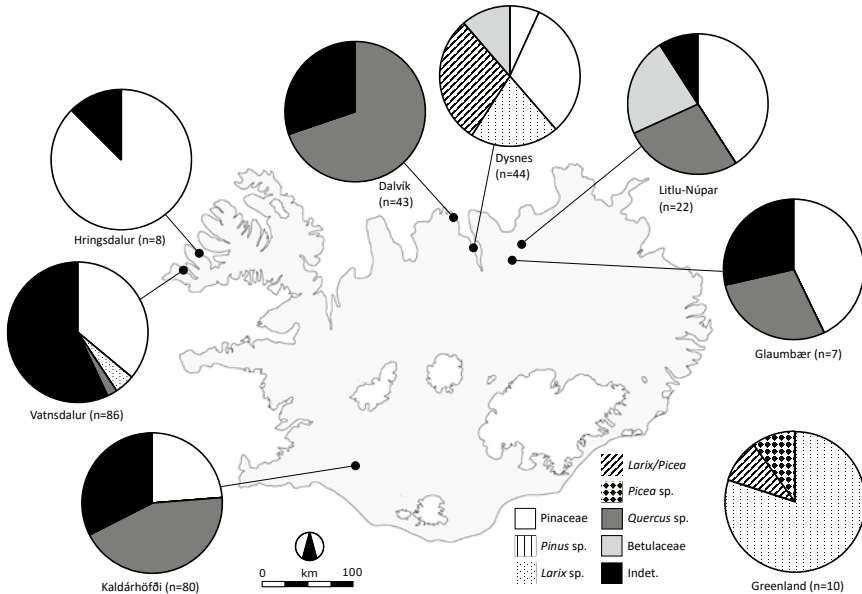 Dysnes
(n=44)
Dalvík
(n=43)
Litlu-Núpar
(n=22)
Hringsdalur (n=8)
Glaumbær (n=7)
Vatnsdalur (n=86)
Kaldárhöfði (n=80)
0 km 100
Larix/Picea
Picea sp.
Pinaceae
Quercus sp.
Pinus sp.
Betulaceae
Larix sp.
Indet.
Greenland (n=10)